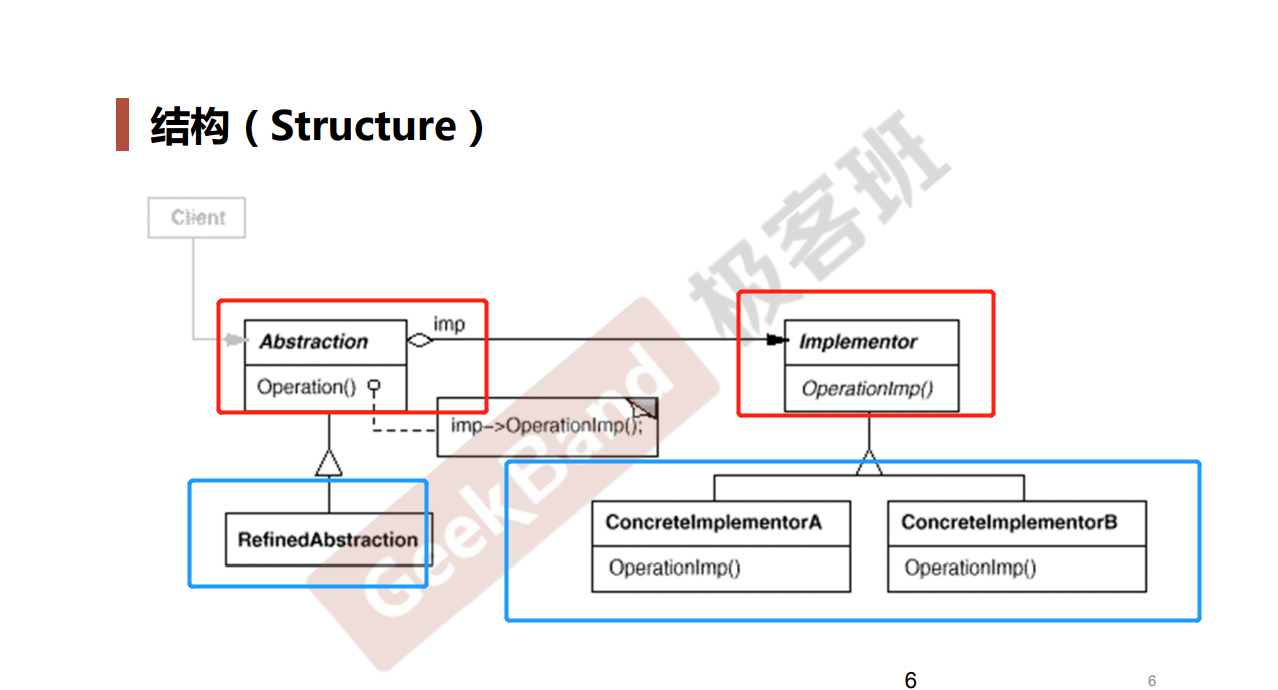 结构（Structure）
Client
极客班
Abstraction
imp
Implementor
Operation()
OperationImp()
imp->OperationImp();
GeekBand
RefinedAbstraction
ConcreteImplementorA
ConcreteImplementorB
OperationImp()
OperationImp()
6
6